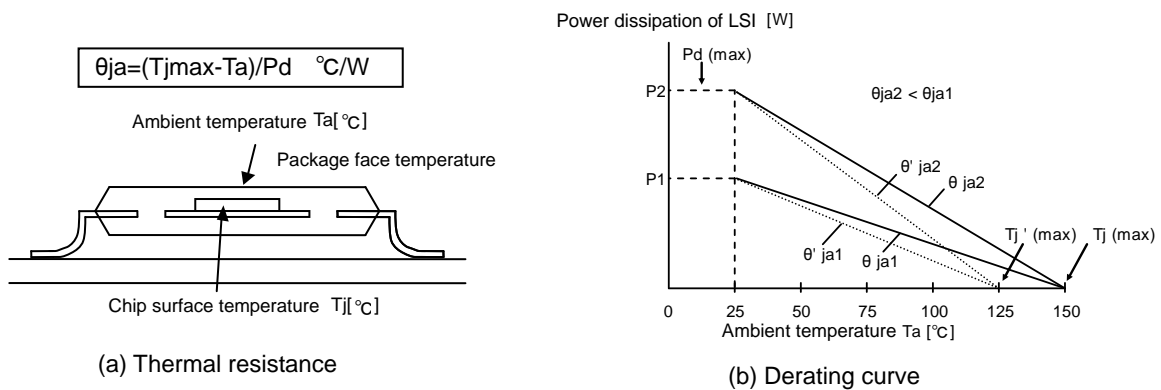 θja=(Tjmax-Ta)/Pd °C/W
Ambient temperature Ta[°C]
Package face temperature
Chip surface temperature Tj[°C]
(a) Thermal resistance
Power dissipation of LSI [W]
Pd (max)
P2
θja2 < θja1
P1
θ' ja2
θ ja2
θ' ja1
θ ja1
Tj ' (max)
Tj (max)
0 25 50 75 100 125 150
Ambient temperature Ta [°C]
(b) Derating curve